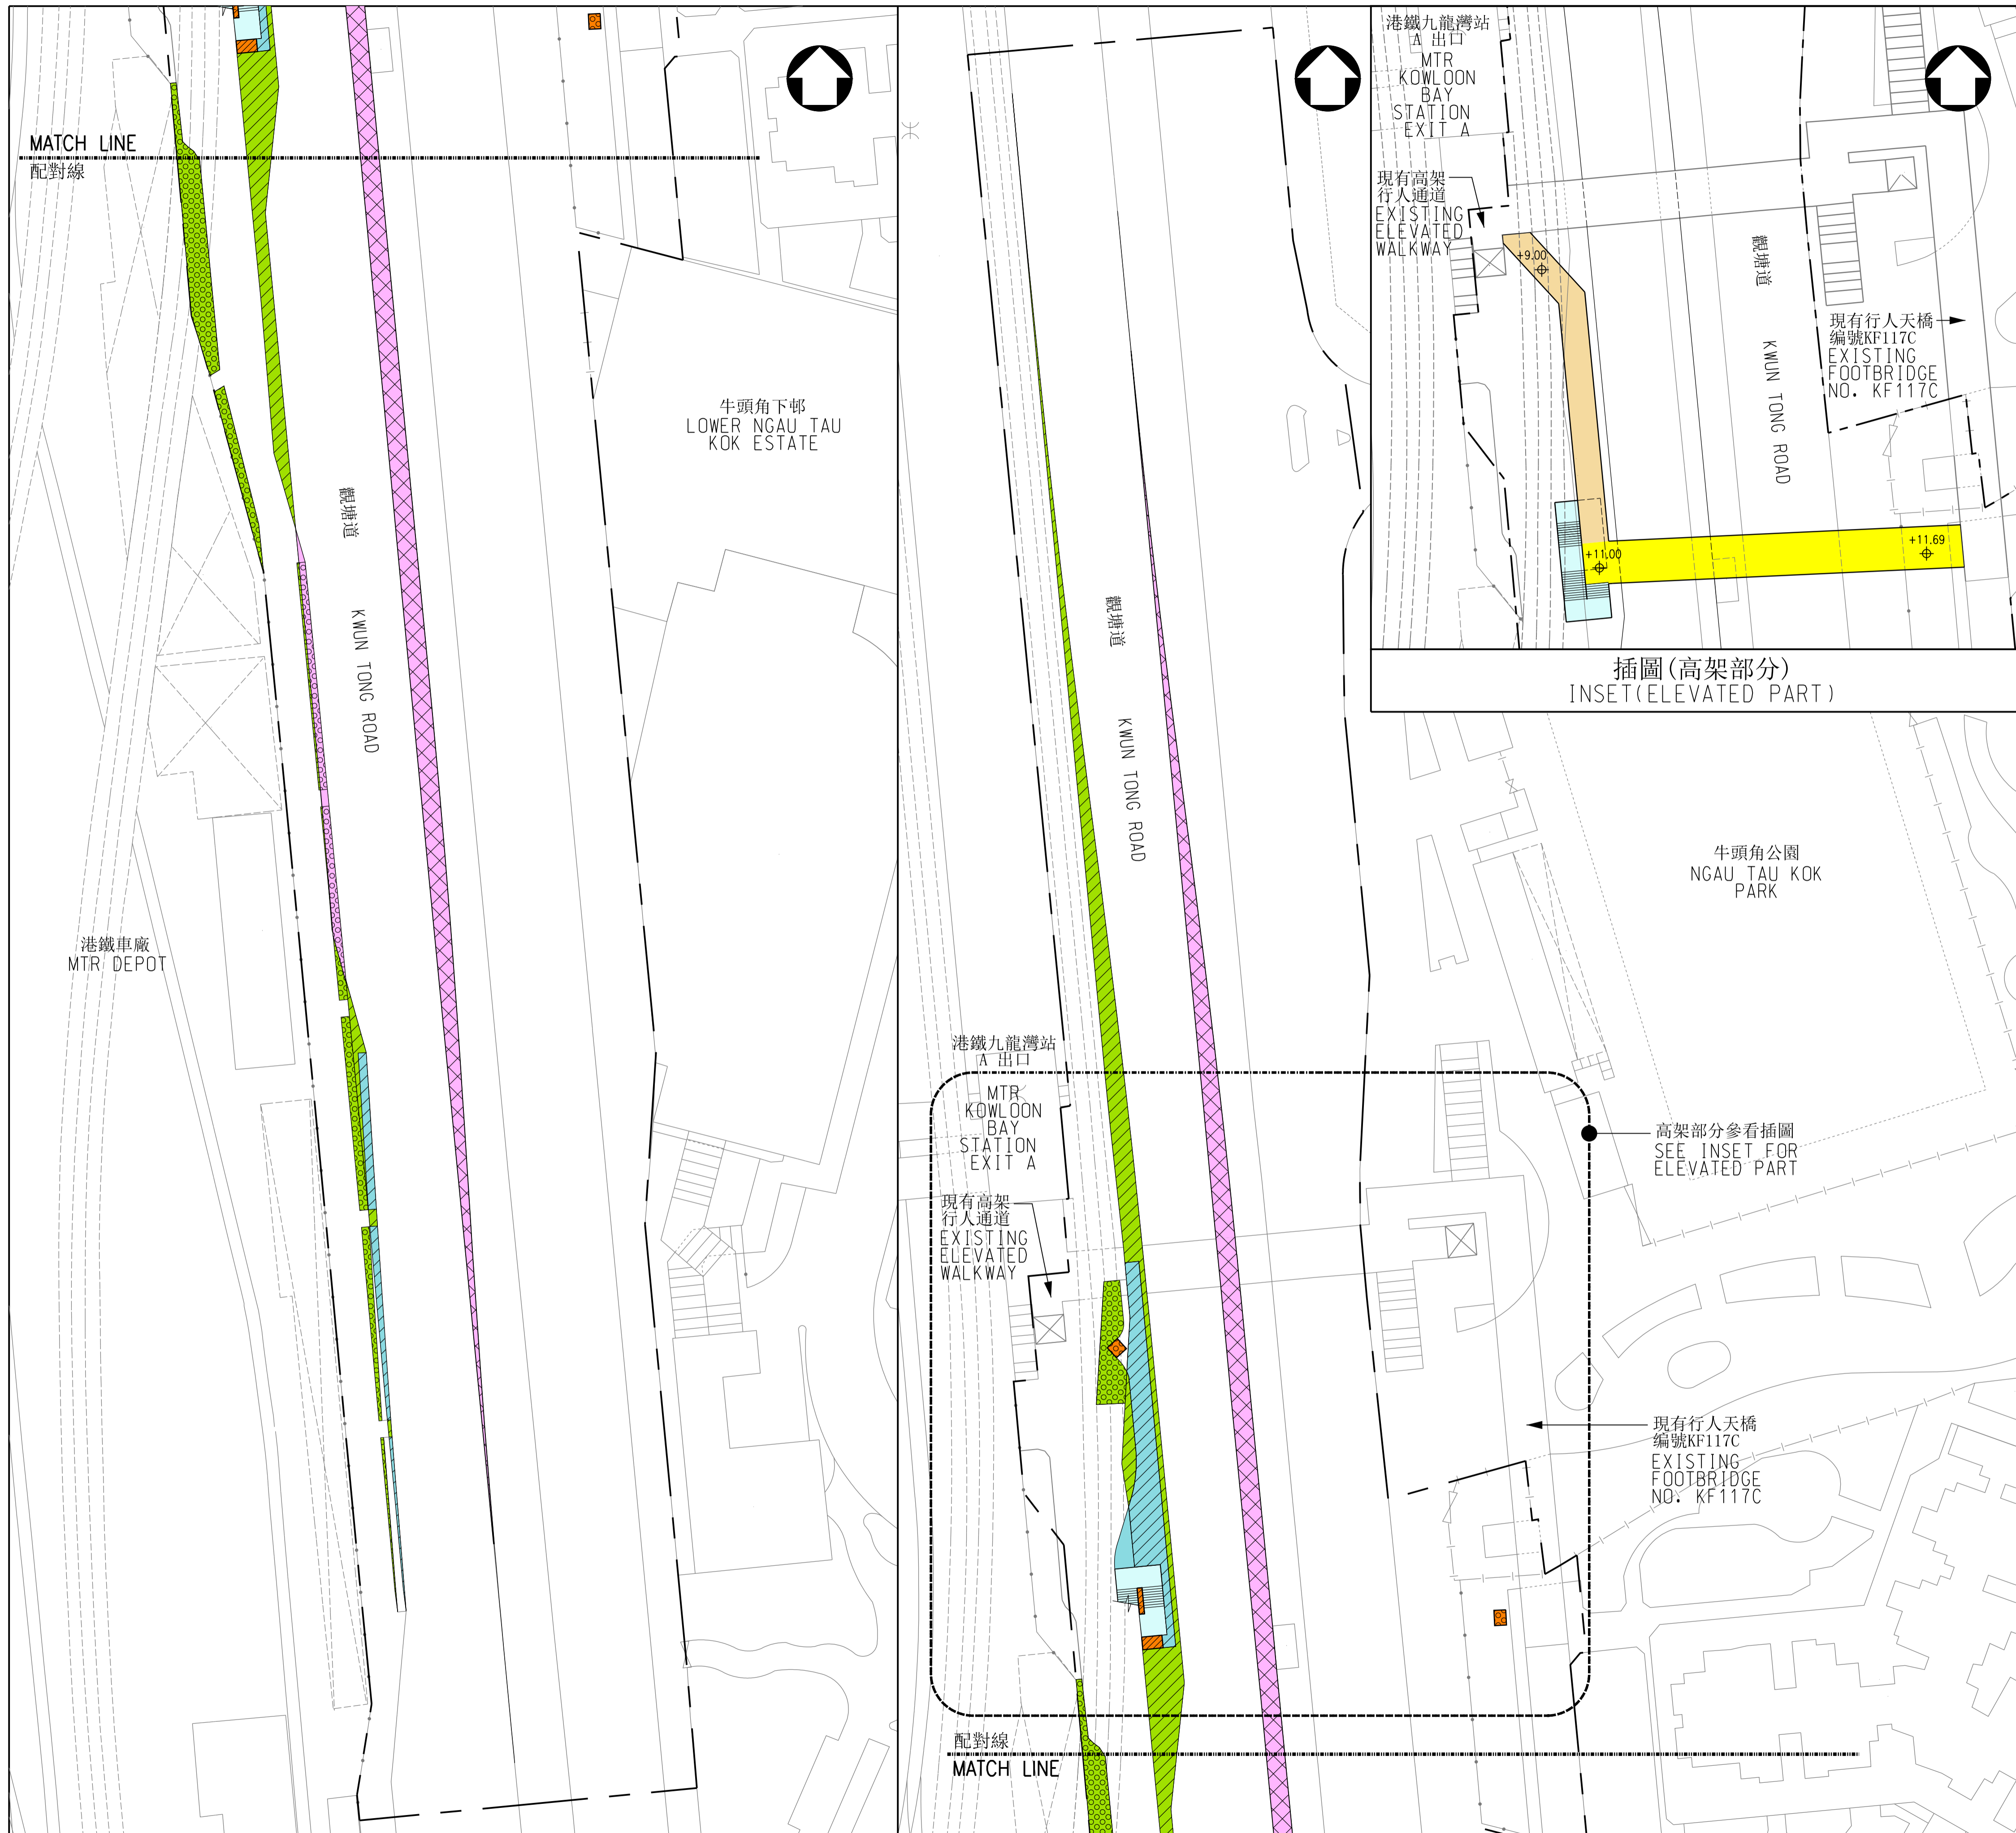 MATCH LINE
配對線
牛頭角下邨
LOWER NGAU TAU
KOK ESTATE
觀塘道
KWUN TONG ROAD
港鐵車廠
MTR DEPOT
觀塘道
KWUN TONG ROAD
港鐵九龍灣站
A 出口
MTR
KOWLOON
BAY
STATION
EXIT A
現有高架
行人通道
EXISTING
ELEVATED
WALKWAY
配對線
MATCH LINE
港鐵九龍灣站
A 出口
MTR
KOWLOON
BAY
STATION
EXIT A
現有高架
行人通道
EXISTING
ELEVATED
WALKWAY
+9.00
觀塘道
KWUN TONG ROAD
現有行人天橋
編號KF117C
EXISTING
FOOTBRIDGE
NO. KF117C
+11.00
+11.69
插圖(高架部分)
INSET(ELEVATED PART)
牛頭角公園
NGAU TAU KOK
PARK
高架部分參看插圖
SEE INSET FOR
ELEVATED PART
現有行人天橋
編號KF117C
EXISTING
FOOTBRIDGE
NO. KF117C